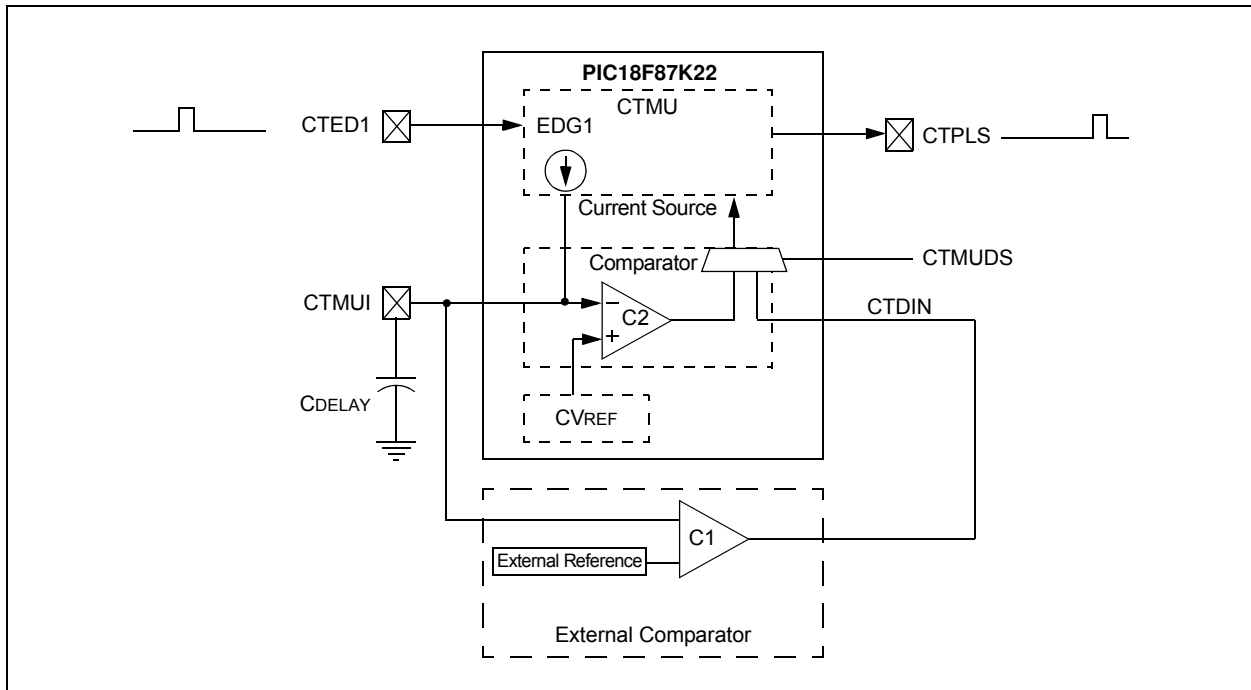 PIC18F87K22
CTMU
CTED1
EDG1
CTPLS
Current Source
Comparator
CTMUDS
CTMUI
−
C2
CTDIN
+
CDELAY
CVREF
C1
External Reference
External Comparator